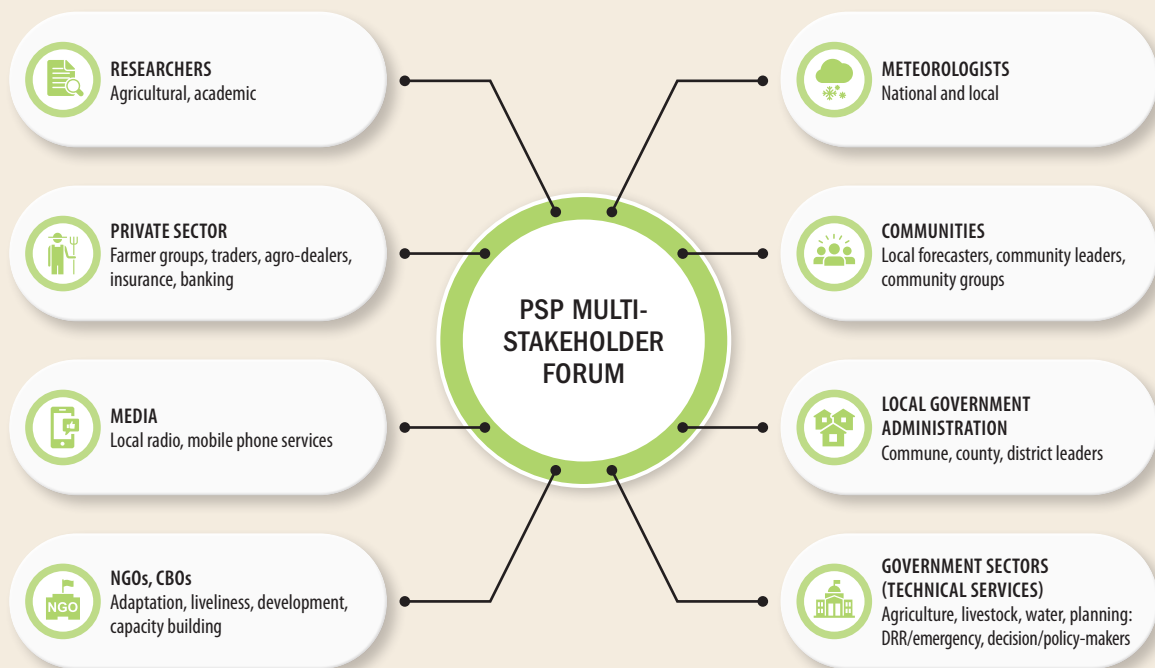 RESEARCHERS
Agricultural, academic
PRIVATE SECTOR
Farmer groups, traders, agro-dealers,
insurance, banking
MEDIA
Local radio, mobile phone services
NGO
NGOs, CBOs
Adaptation, liveliness, development,
capacity building
PSP MULTI-
STAKEHOLDER
FORUM
METEOROLOGISTS
National and local
COMMUNITIES
Local forecasters, community leaders,
community groups
LOCAL GOVERNMENT
ADMINISTRATION
Commune, county, district leaders
GOVERNMENT SECTORS
(TECHNICAL SERVICES)
Agriculture, livestock, water, planning:
DRR/emergency, decision/policy-makers